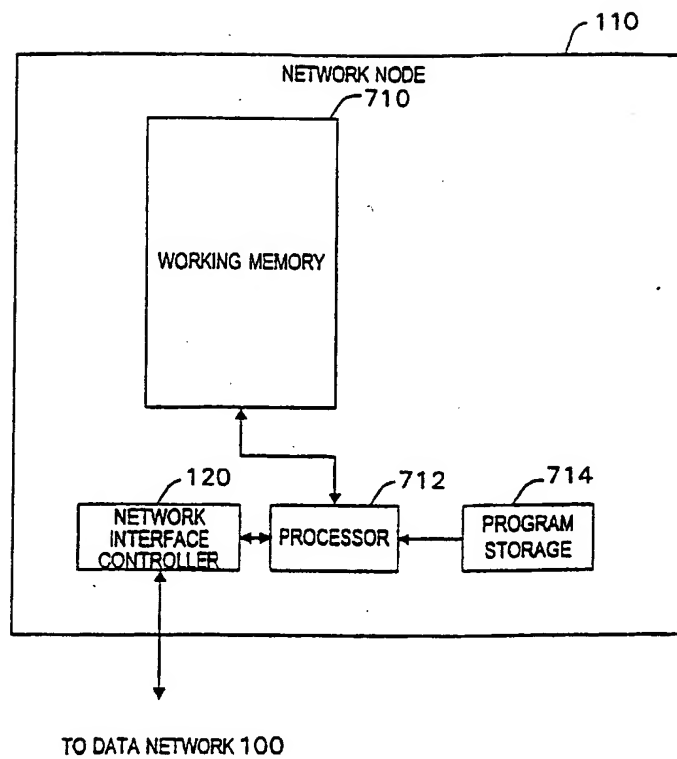 110
NETWORK NODE
710
WORKING MEMORY
120
712
714
NETWORK
INTERFACE
CONTROLLER
PROCESSOR
PROGRAM
STORAGE
TO DATA NETWORK 100